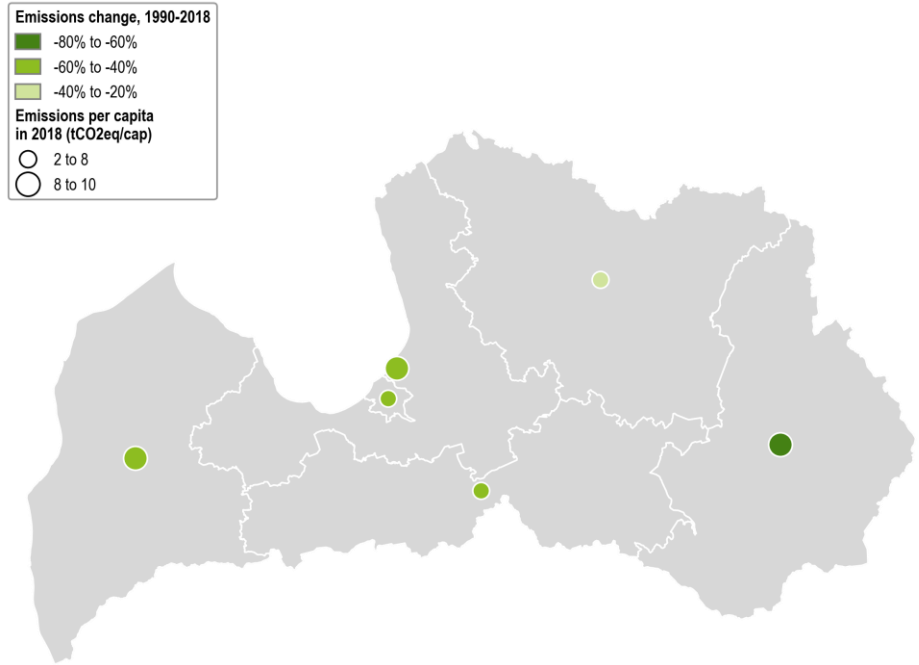 Emissions change, 1990-2018
-80% to -60%
-60% to -40%
-40% to -20%
Emissions per capita
in 2018 (tCO2eq/cap)
2 to 8
8 to 10